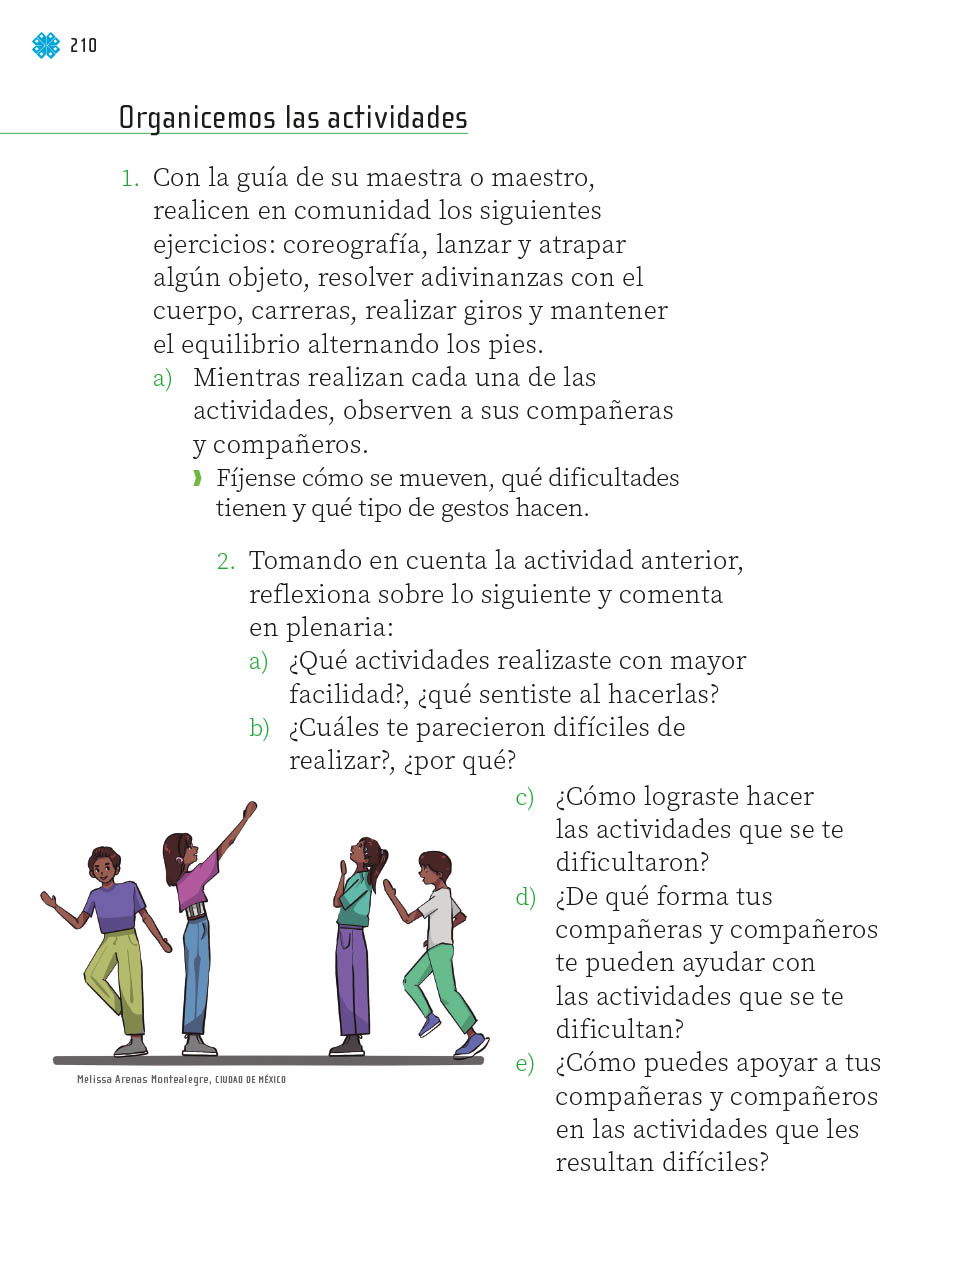 210
Organicemos las actividades
1. Con la guía de su maestra o maestro,
realicen en comunidad los siguientes
ejercicios: coreografía, lanzar y atrapar
algún objeto, resolver adivinanzas con el
cuerpo, carreras, realizar giros y mantener
el equilibrio alternando los pies.
a) Mientras realizan cada una de las
actividades, observen a sus compañeras
y compañeros.
Fíjense cómo se mueven, qué dificultades
tienen y qué tipo de gestos hacen.
2. Tomando en cuenta la actividad anterior,
reflexiona sobre lo siguiente y comenta
en plenaria:
a) ¿Qué actividades realizaste con mayor
facilidad?, ¿qué sentiste al hacerlas?
b) ¿Cuáles te parecieron difíciles de
realizar?, ¿por qué?
c) ¿Cómo lograste hacer
las actividades que se te
dificultaron?
d) ¿De qué forma tus
compañeras y compañeros
te pueden ayudar con
las actividades que se te
dificultan?
e) ¿Cómo puedes apoyar a tus
compañeras y compañeros
en las actividades que les
resultan difíciles?
Melissa Arenas Montealegre, CIUDAD DE MÉXICO